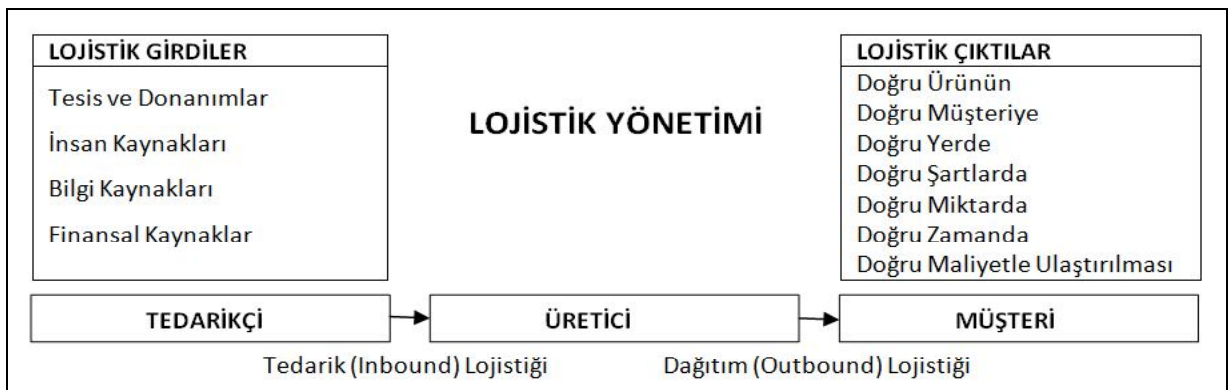 LOJİSTİK GİRDİLER
Tesis ve Donanımlar
İnsan Kaynakları
Bilgi Kaynakları
Finansal Kaynaklar
LOJİSTİK YÖNETİMİ
LOJİSTİK ÇIKTILAR
Doğru Ürünün
Doğru Müşteriye
Doğru Yerde
Doğru Şartlarda
Doğru Miktarda
Doğru Zamanda
Doğru Maliyetle Ulaştırılması
TEDARİKÇİ
ÜRETİCİ
MÜŞTERİ
Tedarik (Inbound) Lojistiği
Dağıtım (Outbound) Lojistiği